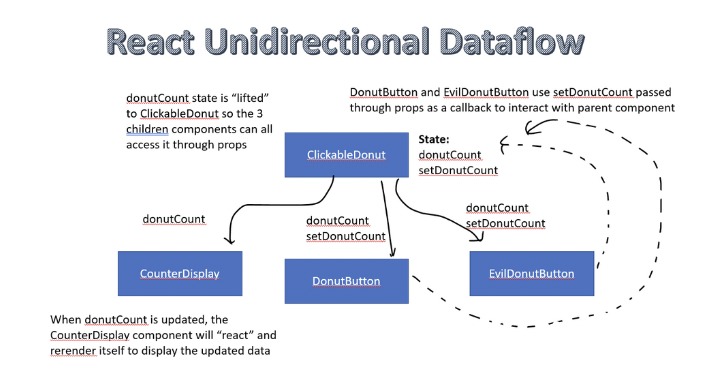 React Unidirectional Dataflow
donutCount state is “lifted”
to ClickableDonut so the 3
children components can all
access it through props
DonutButton and EvilDonutButton use setDonutCount passed
through props as a callback to interact with parent component
ClickableDonut
State:
donutCount
setDonutCount
donutCount
donutCount
setDonutCount
donutCount
setDonutCount
CounterDisplay
DonutButton
EvilDonutButton
When donutCount is updated, the
CounterDisplay component will “react” and
rerender itself to display the updated data